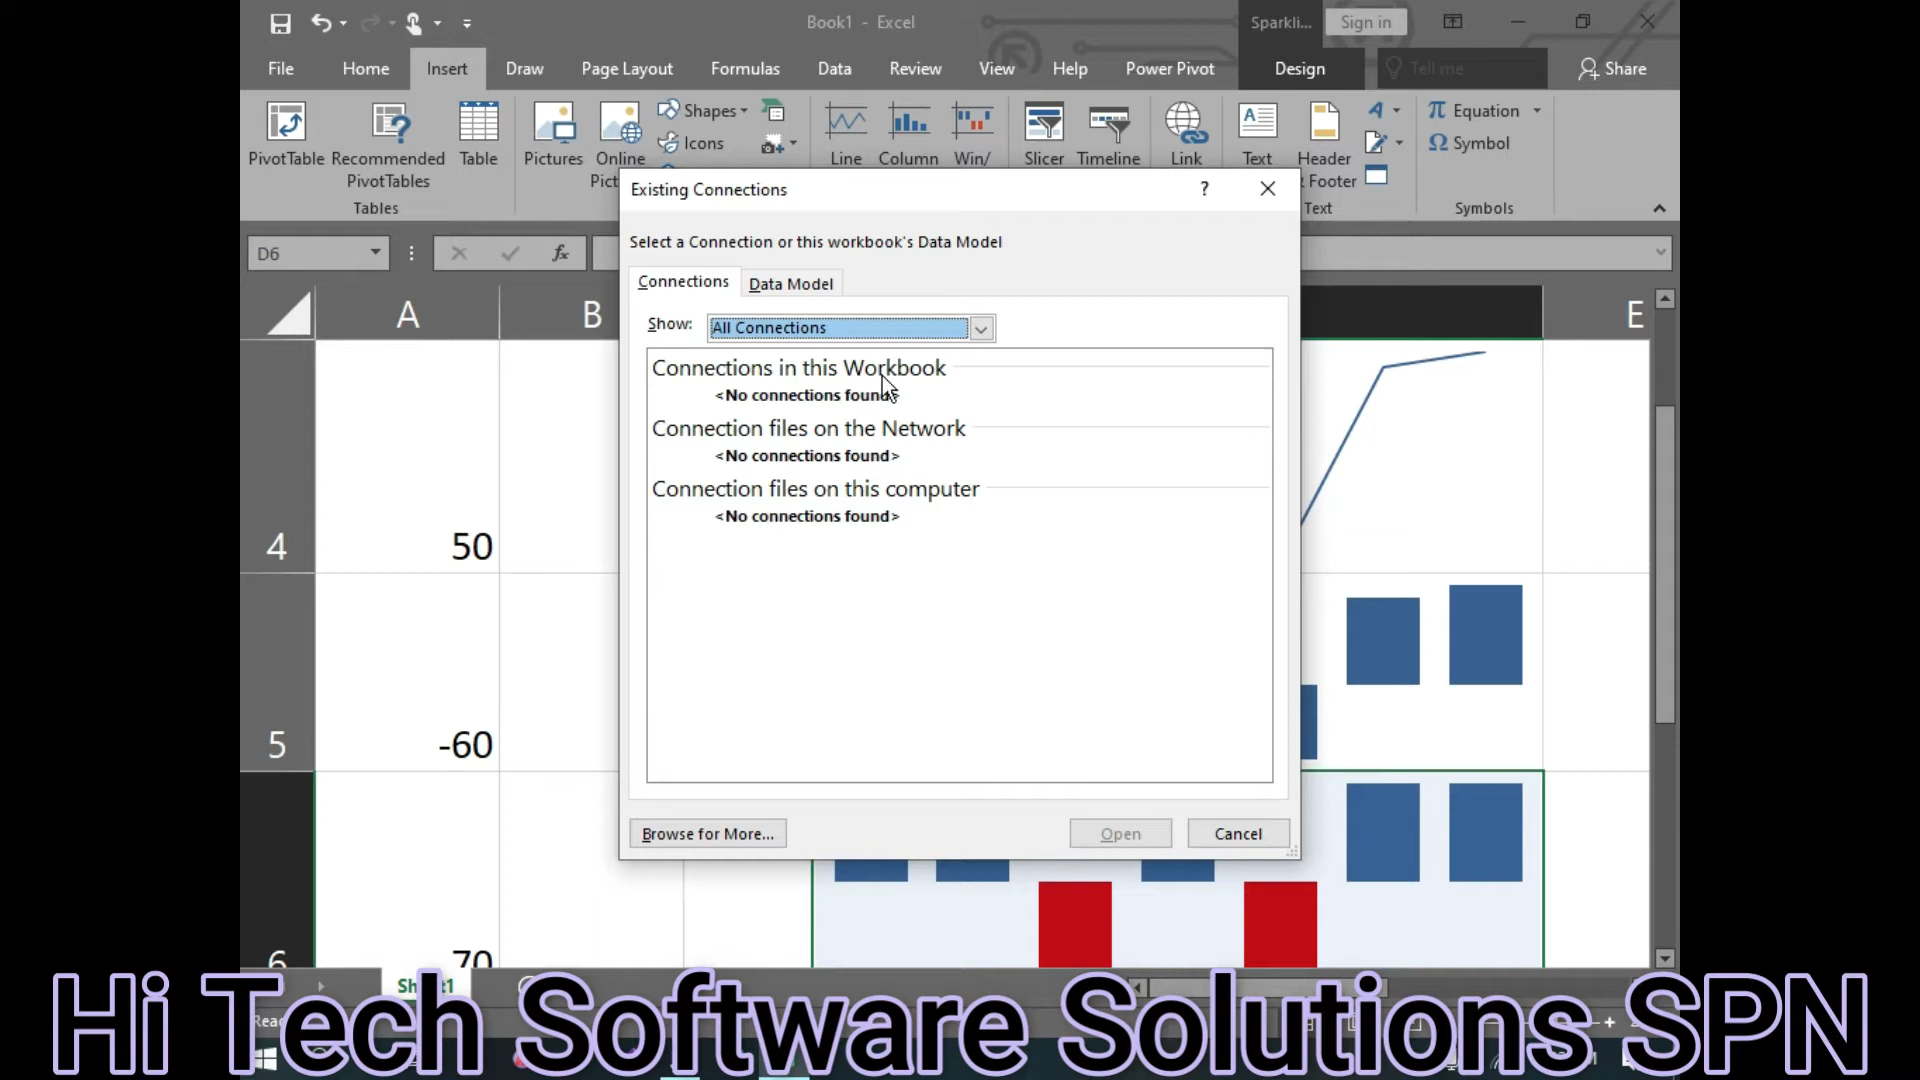 Book1 - Excel
Sparkli...
Sign in
File Home Insert Draw Page Layout Formulas Data Review View Help Power Pivot Design Tell me Share
PivotTable
Recommended
PivotTables
Table
Tables
Pictures
Online
Pict
Shapes
Icons
Line
Column
Win/
Slicer
Timeline
Link
Text
Header
& Footer
Text
π Equation
Ω Symbol
Symbols
D6
fx
Existing Connections
?
Select a Connection or this workbook's Data Model
Connections
Data Model
Show: All Connections
Connections in this Workbook
<No connections found>
Connection files on the Network
<No connections found>
Connection files on this computer
<No connections found>
Browse for More...
Open
Cancel
A B E
4 50
5 -60
6 70
Sheet1
Hi Tech Software Solutions SPN